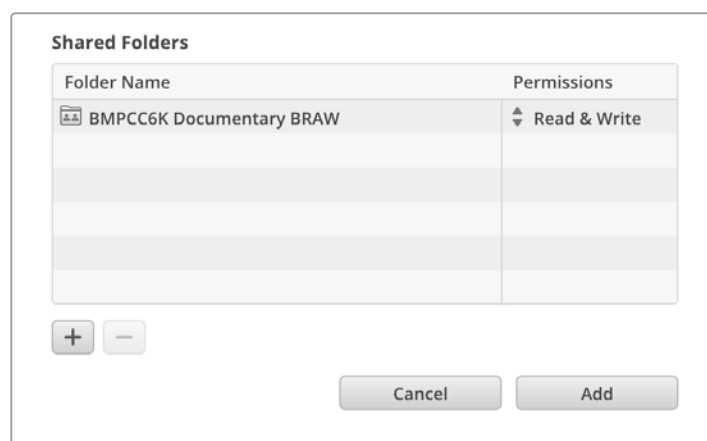 Shared Folders
Folder Name Permissions
BMPCC6K Documentary BRAW Read & Write
Cancel Add